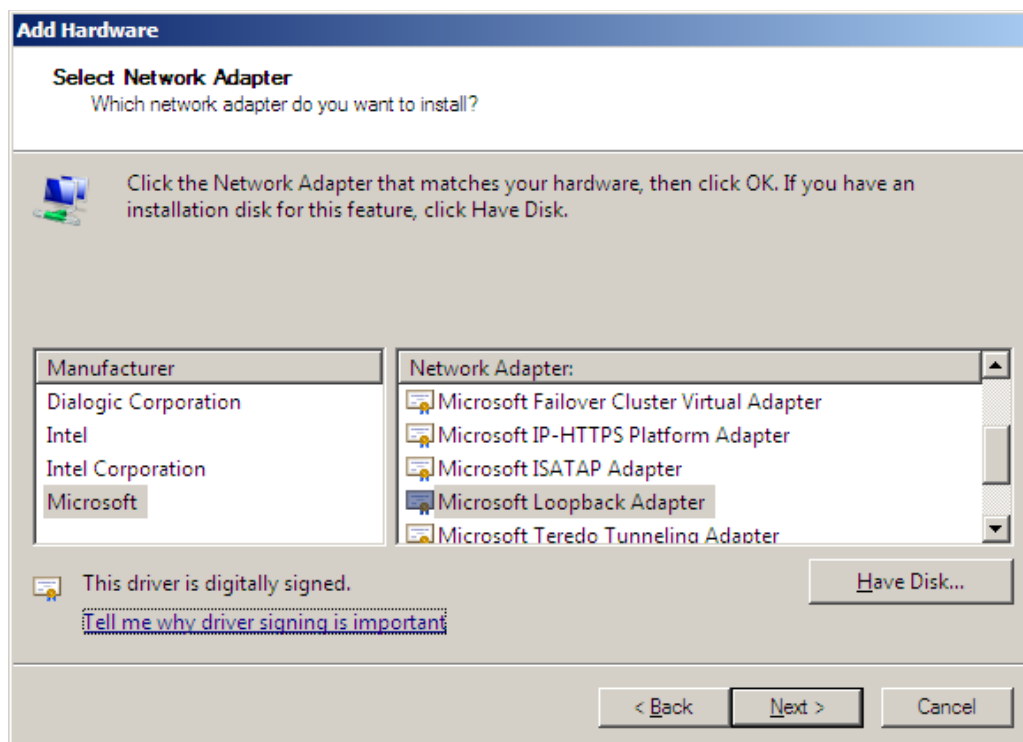 Add Hardware
Select Network Adapter
Which network adapter do you want to install?
Click the Network Adapter that matches your hardware, then click OK. If you have an
installation disk for this feature, click Have Disk.
Manufacturer
Dialogic Corporation
Intel
Intel Corporation
Microsoft
Network Adapter:
Microsoft Failover Cluster Virtual Adapter
Microsoft IP-HTTPS Platform Adapter
Microsoft ISATAP Adapter
Microsoft Loopback Adapter
Microsoft Teredo Tunneling Adapter
This driver is digitally signed.
Have Disk...
Tell me why driver signing is important
< Back
Next >
Cancel